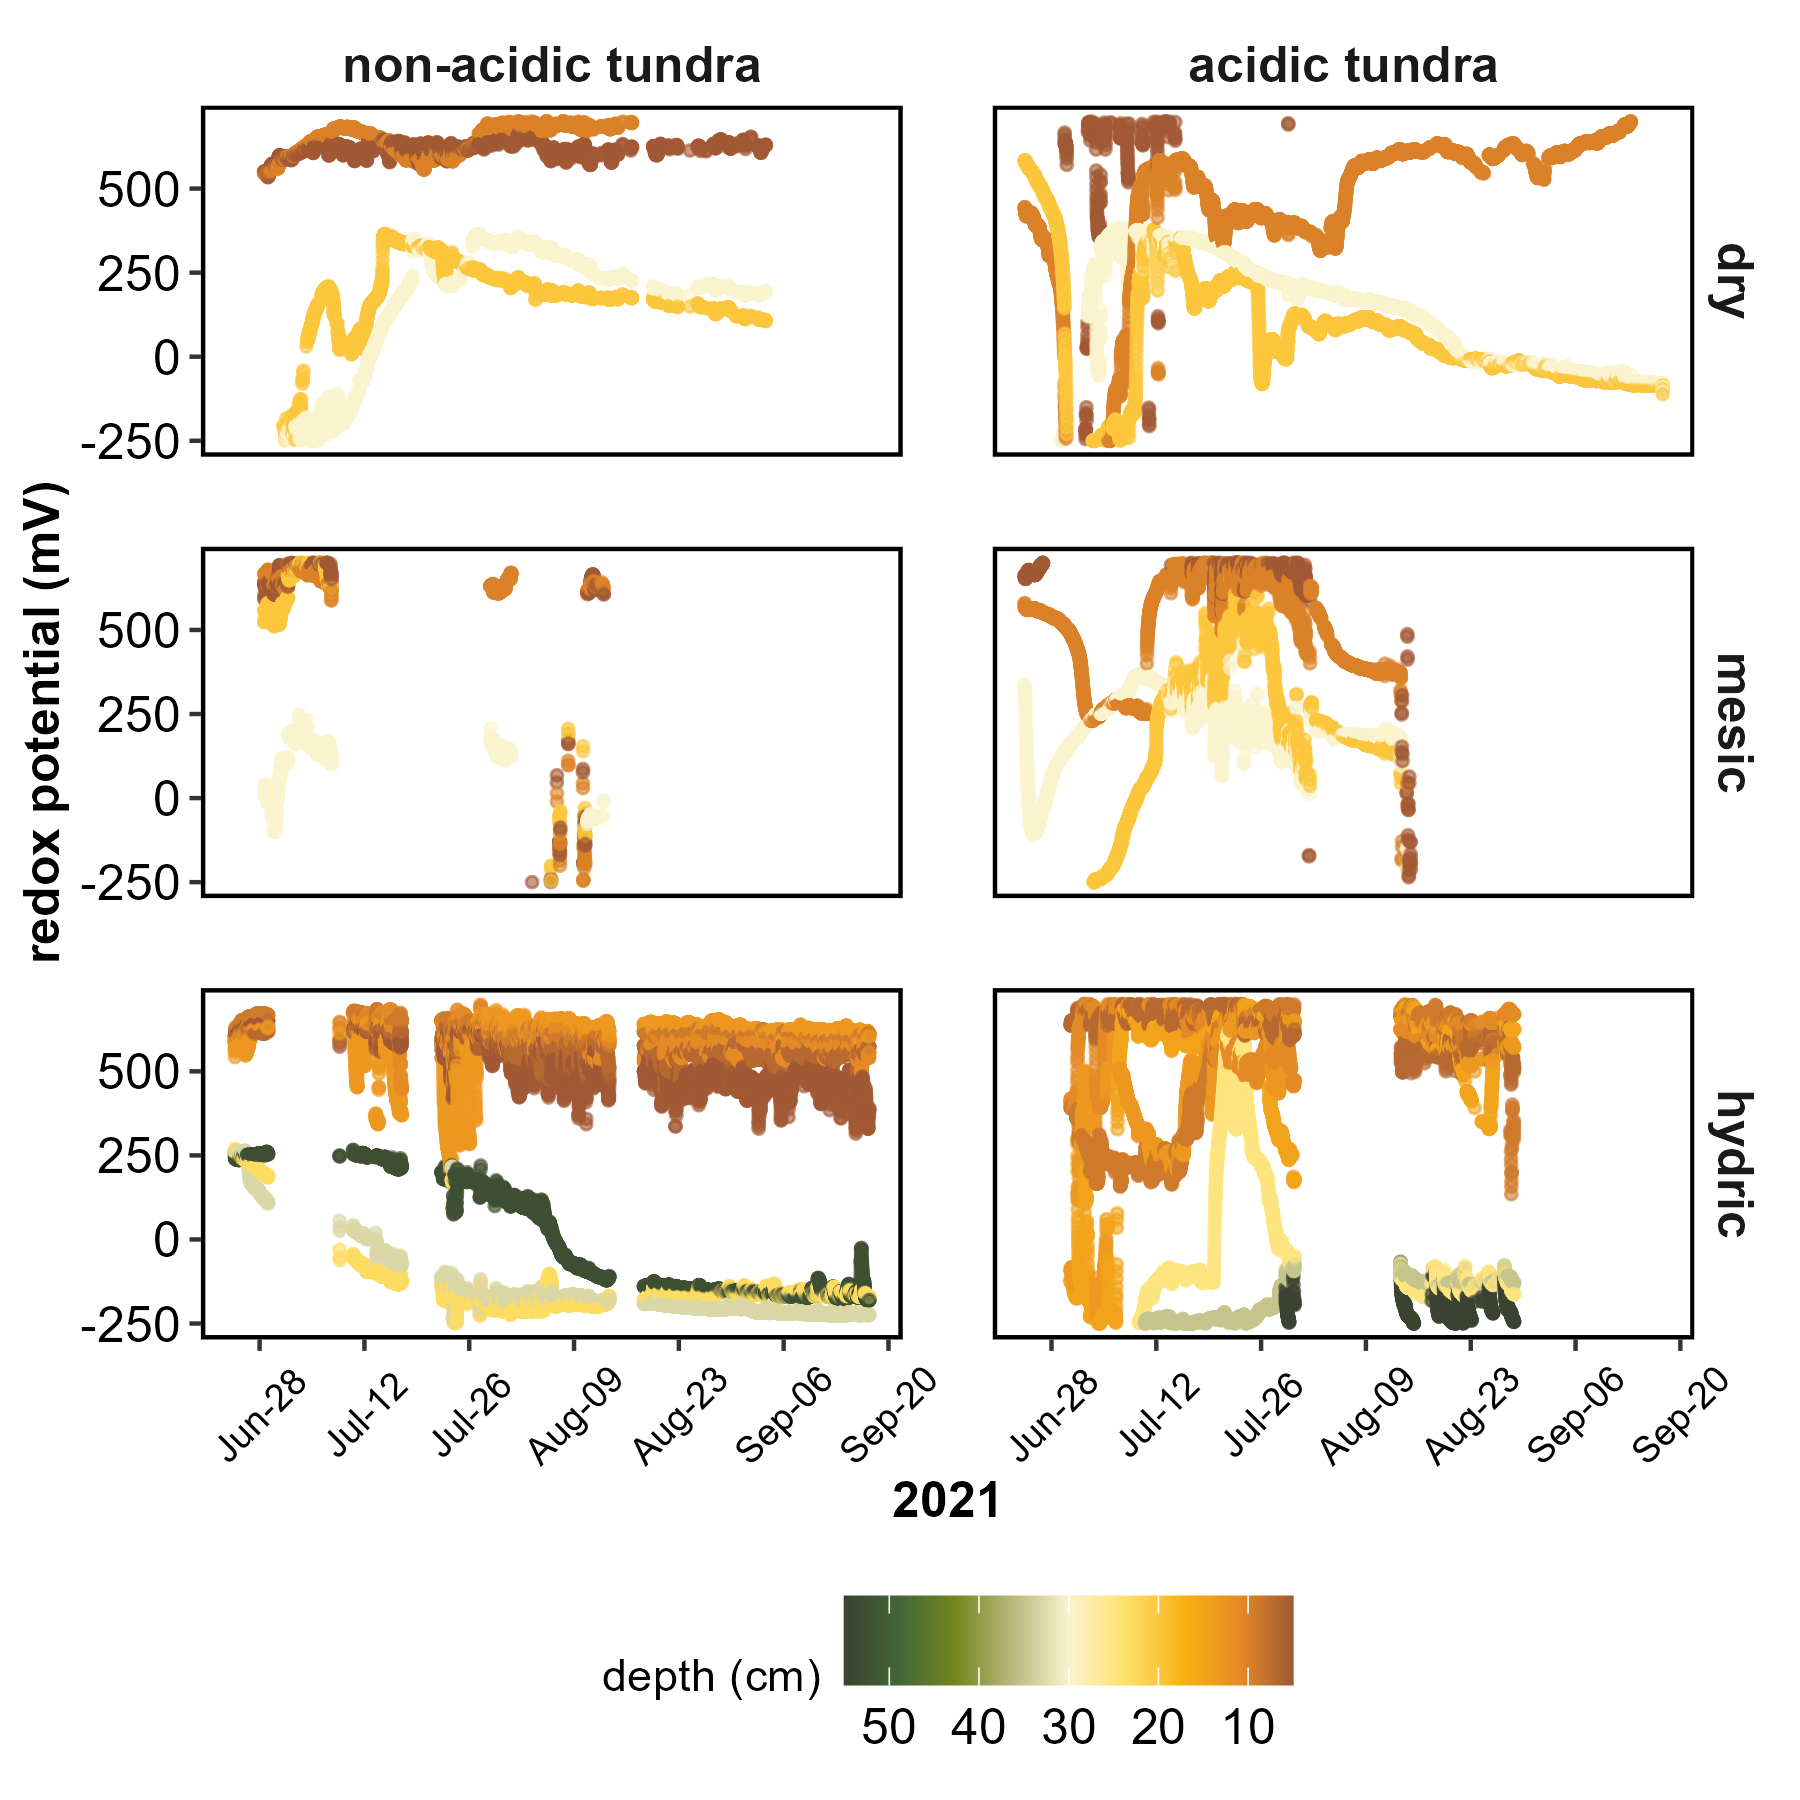 non-acidic tundra
acidic tundra
500
250
0
-250
dry
redox potential (mV)
500
250
0
-250
mesic
500
250
0
-250
hydric
Jun-28
Jul-12
Jul-26
Aug-09
Aug-23
Sep-06
Sep-20
Jun-28
Jul-12
Jul-26
Aug-09
Aug-23
Sep-06
Sep-20
2021
depth (cm)
50
40
30
20
10